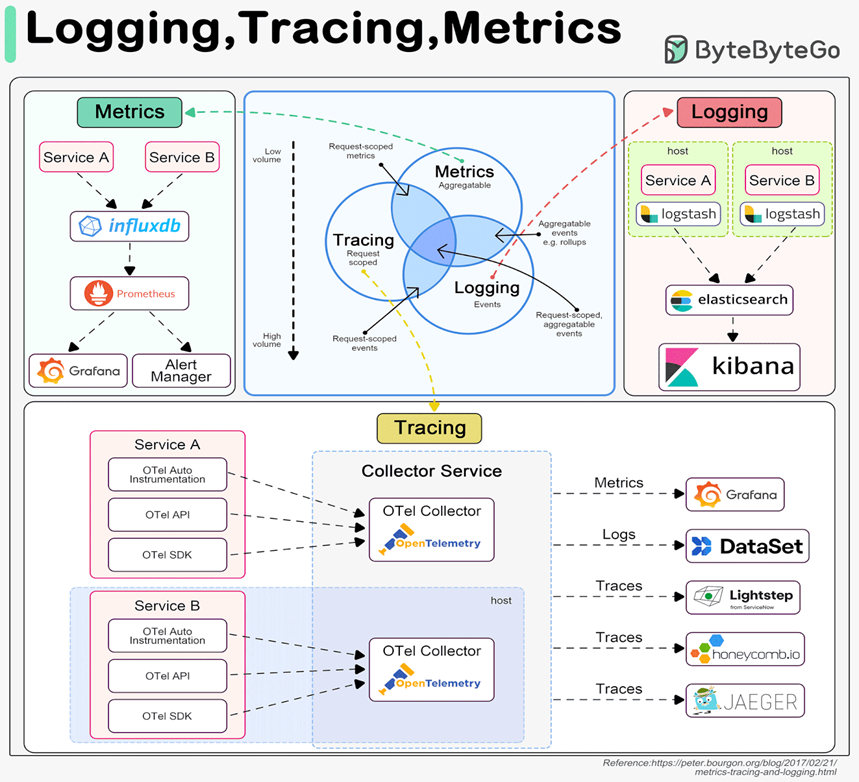 Logging,Tracing,Metrics
ByteByteGo
Metrics
Service A
Service B
influxdb
Prometheus
Grafana
Alert
Manager
Low
volume
High
volume
Request-scoped
metrics
Metrics
Aggregatable
Tracing
Request
scoped
Logging
Events
Aggregatable
events
e.g. rollups
Request-scoped
events
Request-scoped,
aggregatable
events
Logging
host
Service A
logstash
host
Service B
logstash
elasticsearch
kibana
Tracing
Service A
OTel Auto
Instrumentation
OTel API
OTel SDK
Service B
OTel Auto
Instrumentation
OTel API
OTel SDK
Collector Service
OTel Collector
OpenTelemetry
host
OTel Collector
OpenTelemetry
Metrics
Grafana
Logs
DataSet
Traces
Lightstep
from ServiceNow
Traces
honeycomb.io
Traces
JAEGER
Reference:https://peter.bourgon.org/blog/2017/02/21/
metrics-tracing-and-logging.html